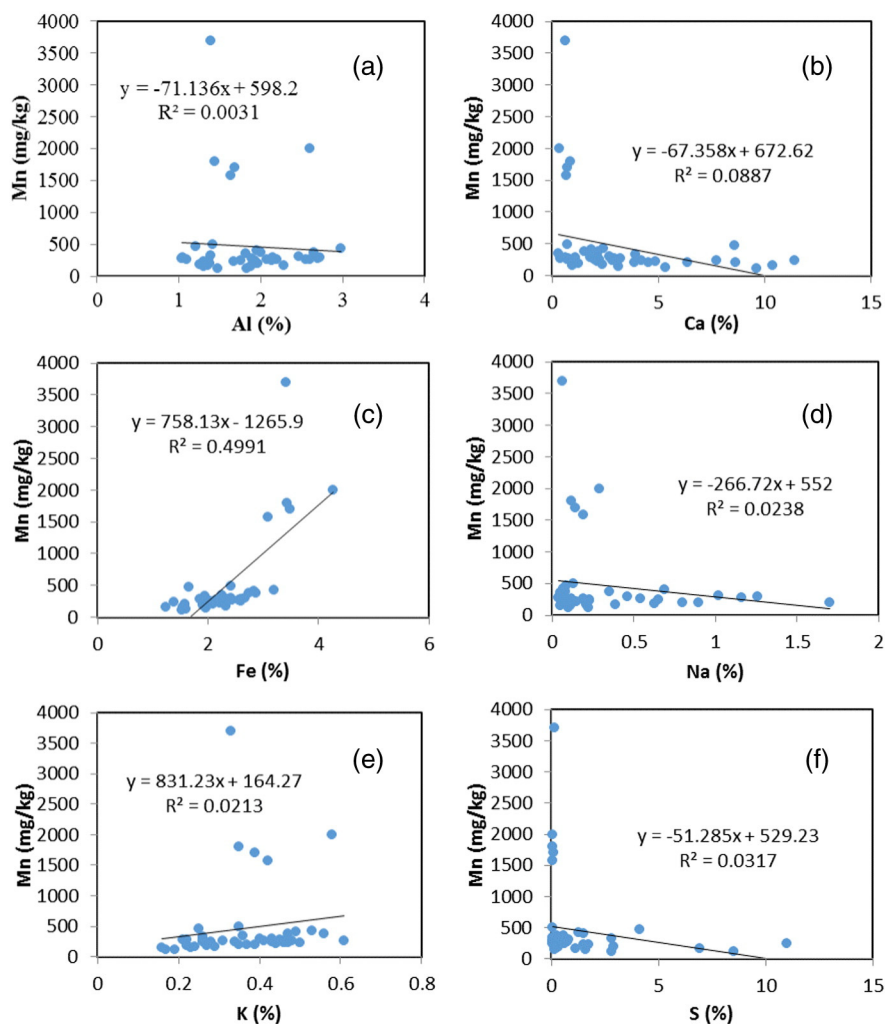 4000
3500
3000
2500
2000
1500
1000
500
0
Mn (mg/kg)
(a)
y = -71.136x + 598.2
R² = 0.0031
0 1 2 3 4
Al (%)
4000
3500
3000
2500
2000
1500
1000
500
0
Mn (mg/kg)
(b)
y = -67.358x + 672.62
R² = 0.0887
0 5 10 15
Ca (%)
4000
3500
3000
2500
2000
1500
1000
500
0
Mn (mg/kg)
(c)
y = 758.13x - 1265.9
R² = 0.4991
0 2 4 6
Fe (%)
4000
3500
3000
2500
2000
1500
1000
500
0
Mn (mg/kg)
(d)
y = -266.72x + 552
R² = 0.0238
0 0.5 1 1.5 2
Na (%)
4000
3500
3000
2500
2000
1500
1000
500
0
Mn (mg/kg)
(e)
y = 831.23x + 164.27
R² = 0.0213
0 0.2 0.4 0.6 0.8
K (%)
4000
3500
3000
2500
2000
1500
1000
500
0
Mn (mg/kg)
(f)
y = -51.285x + 529.23
R² = 0.0317
0 5 10 15
S (%)